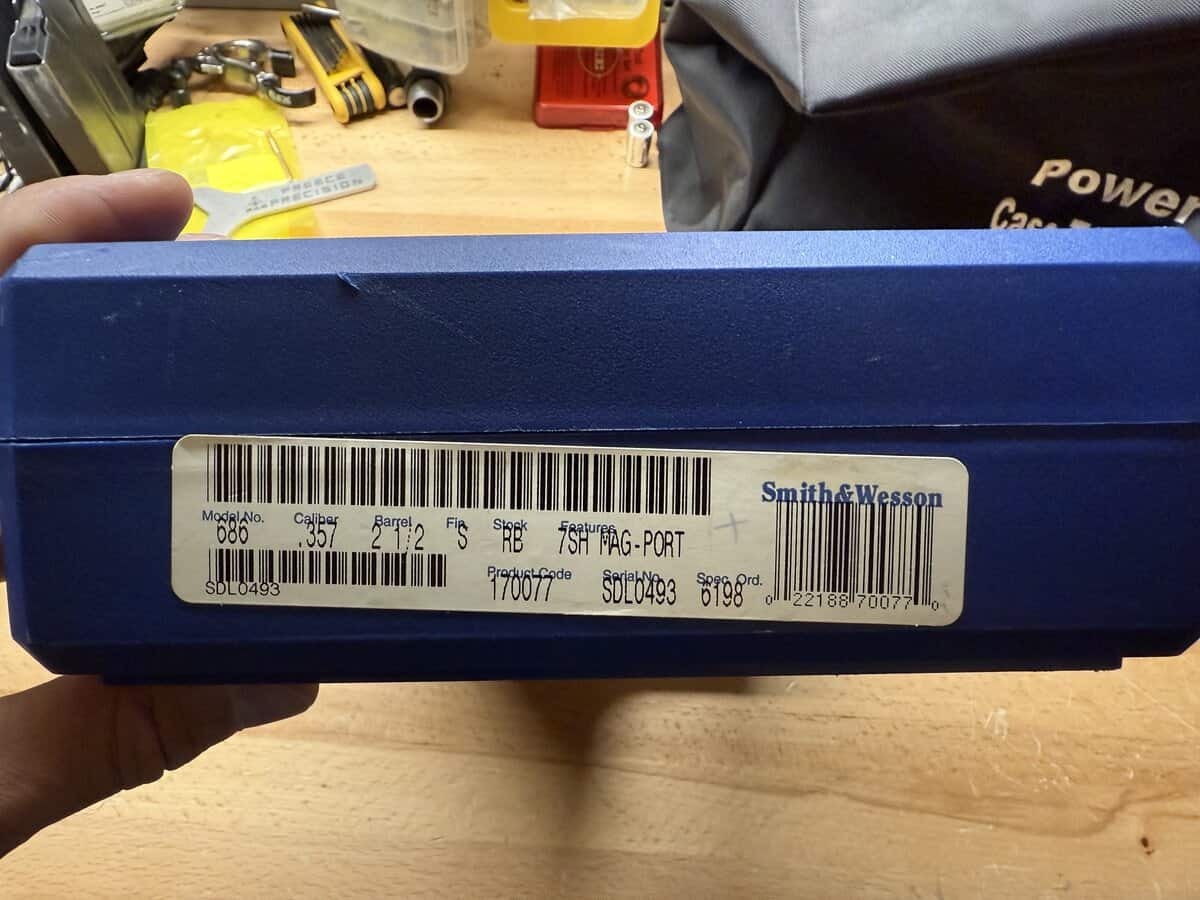 PREECE
PRECISION
Power
Case
Smith&Wesson
Model No. Caliber Barrel Fin Stock Features
686 .357 2 1/2 S RB 7SH MAG-PORT
Product Code Serial No. Spec. Ord.
SDL0493 170077 SDL0493 6198
0 22188 70077 0